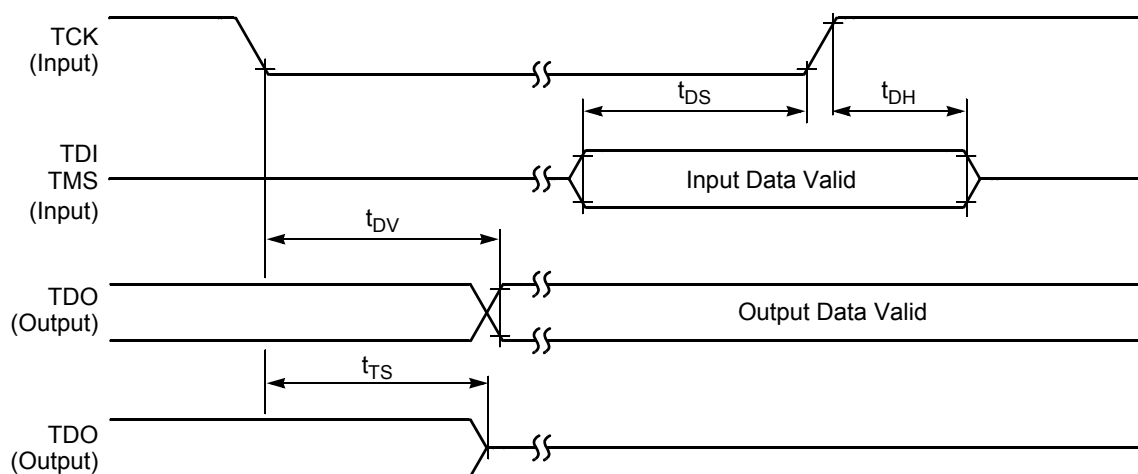 TCK
(Input)
tDS
tDH
TDI
TMS
(Input)
Input Data Valid
tDV
TDO
(Output)
Output Data Valid
tTS
TDO
(Output)